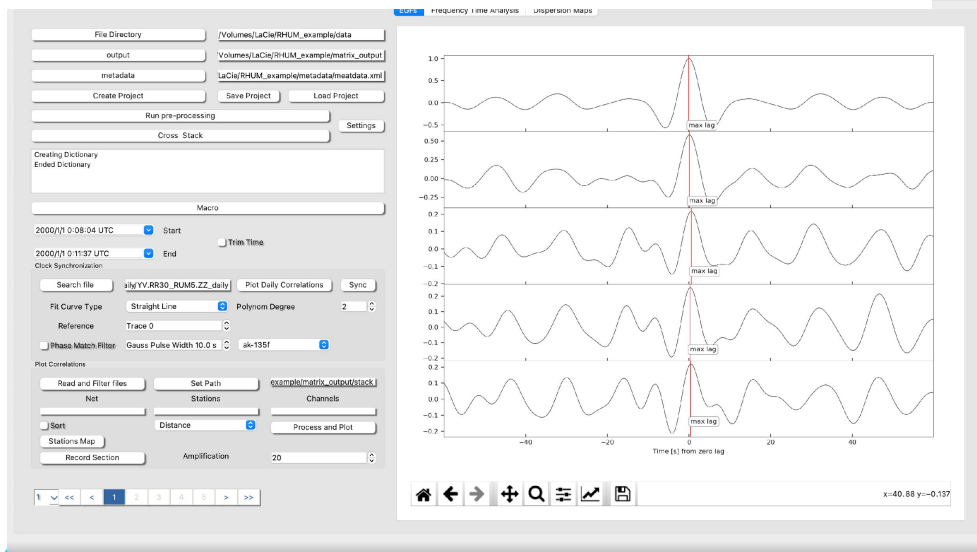 EGFs Frequency Time Analysis Dispersion Maps
File Directory /Volumes/LaCie/RHUM_example/data
output /Volumes/LaCie/RHUM_example/matrix_output
metadata LaCie/RHUM_example/metadata/meatdata.xml
Create Project Save Project Load Project
Run pre-processing
Settings
Cross Stack
Creating Dictionary
Ended Dictionary
Macro
2000/1/1 0:08:04 UTC Start
Trim Time
2000/1/1 0:11:37 UTC End
Clock Synchronization
Search file aily/YV.RR30_RUM5.ZZ_daily Plot Daily Correlations Sync
Fit Curve Type Straight Line Polynom Degree 2
Reference Trace 0
Phase Match Filter Gauss Pulse Width 10.0 s ak-135f
Plot Correlations
Read and Filter files Set Path example/matrix_output/stack
Net Stations Channels
Sort Distance Process and Plot
Stations Map
Record Section Amplification 20
1 << < 1 2 3 4 5 > >>
1.0
0.5
0.0
−0.5
max lag
0.50
0.25
0.00
−0.25
max lag
0.2
0.1
0.0
−0.1
max lag
0.2
0.1
0.0
−0.1
−0.2
max lag
0.2
0.1
0.0
−0.1
−0.2
max lag
−40 −20 0 20 40
Time [s] from zero lag
x=40.88 y=−0.137